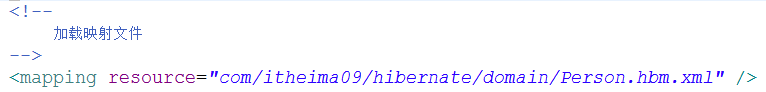 <!--
加载映射文件
-->
<mapping resource="com/itheima09/hibernate/domain/Person.hbm.xml" />